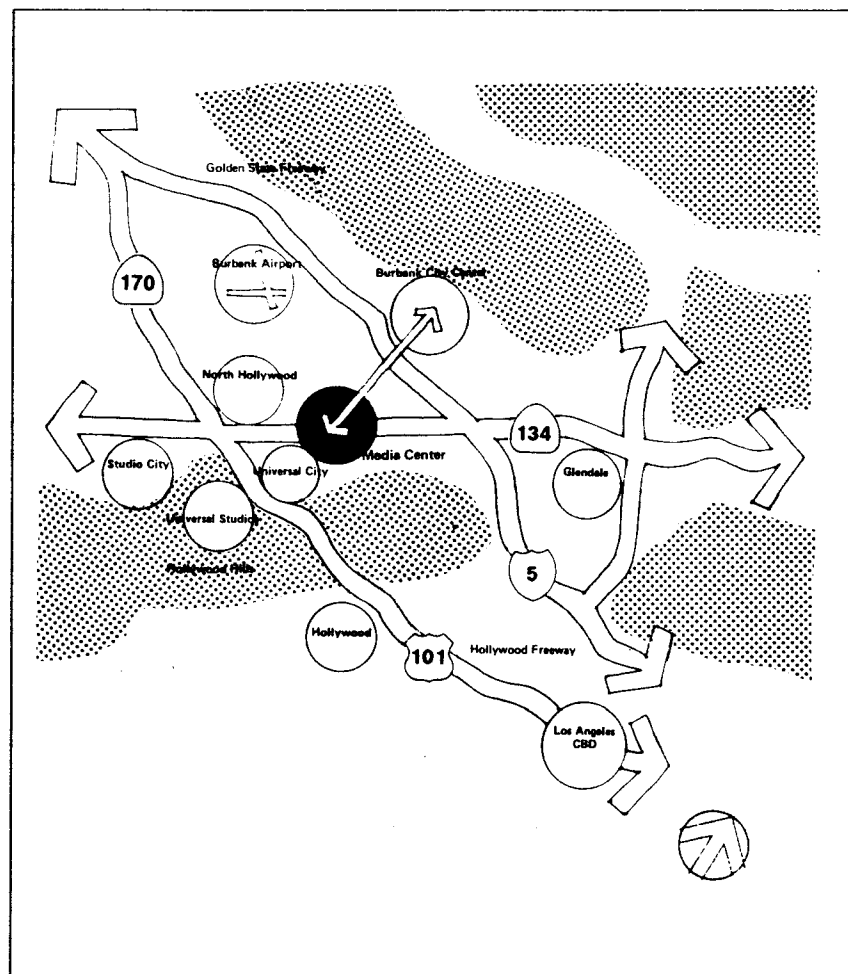 Golden State Freeway
Burbank Airport
Burbank City Center
170
North Hollywood
134
Media Center
Studio City
Universal City
Glendale
Universal Studios
Hollywood Hills
5
Hollywood
101
Hollywood Freeway
Los Angeles
CBD